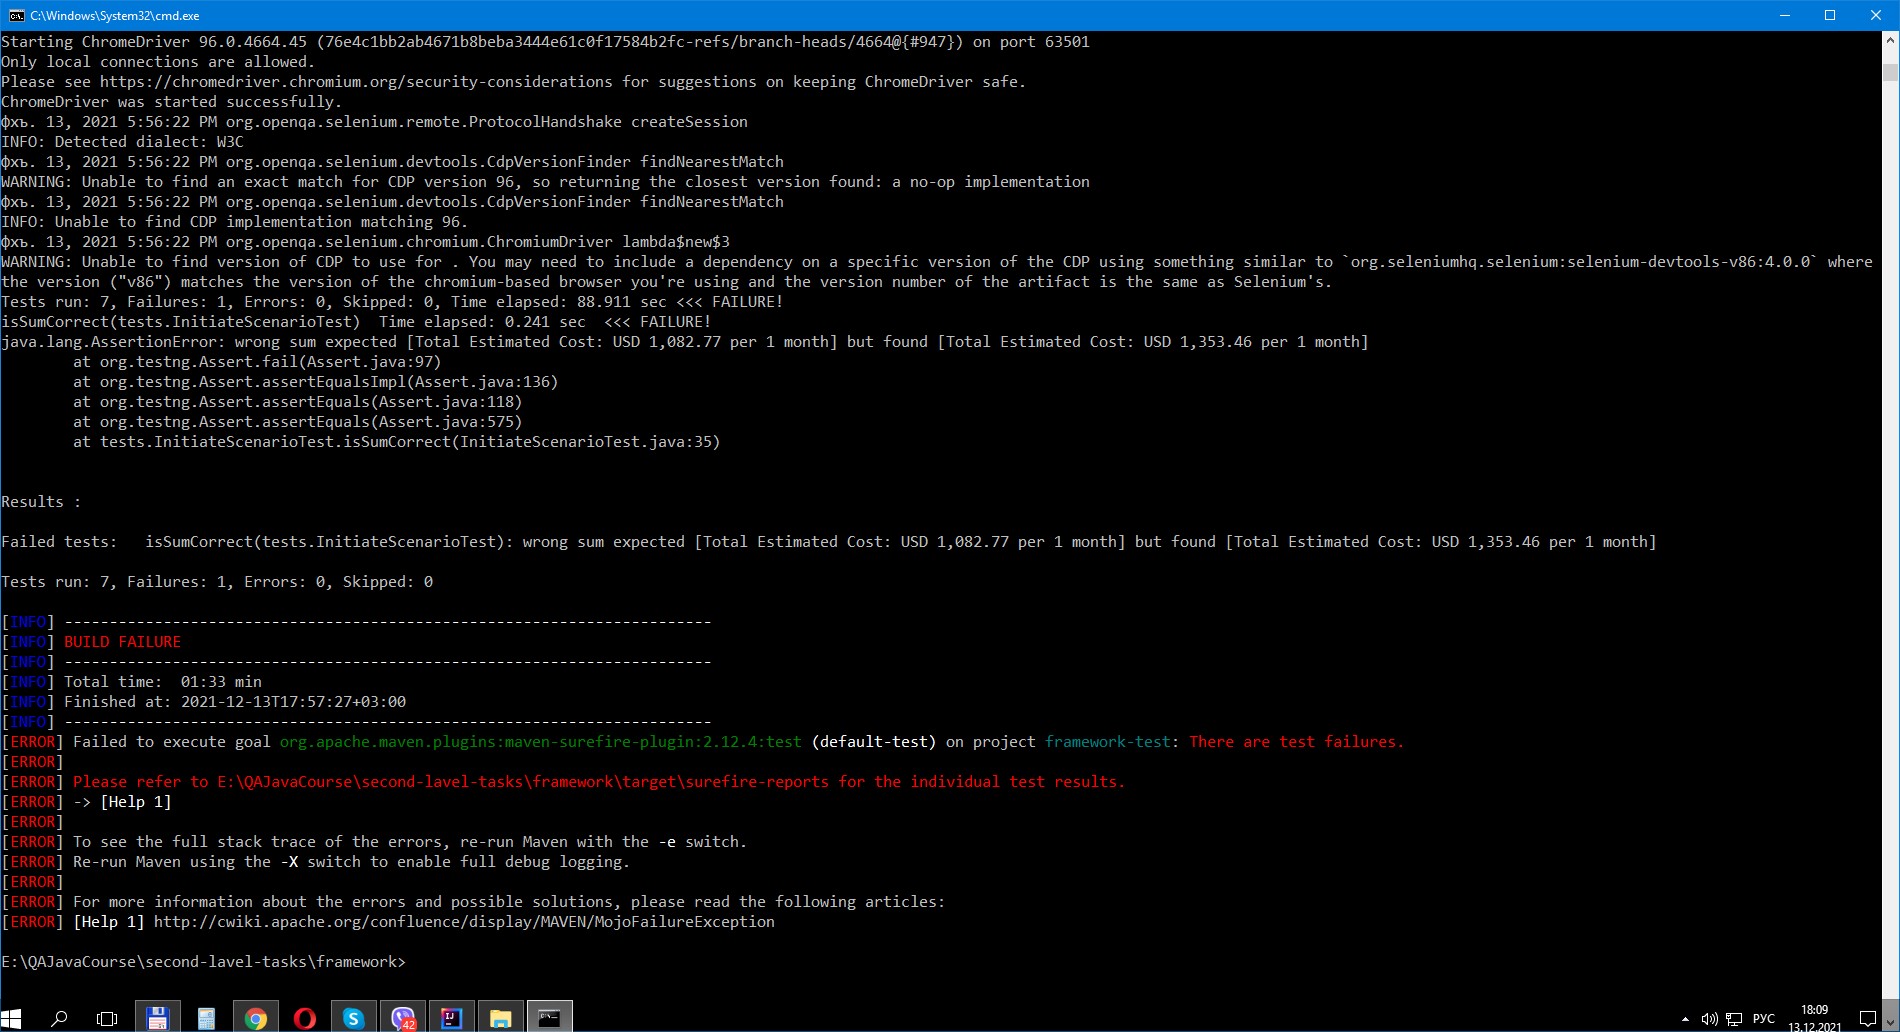 C:\Windows\System32\cmd.exe
Starting ChromeDriver 96.0.4664.45 (76e4c1bb2ab4671b8beba3444e61c0f17584b2fc-refs/branch-heads/4664@{#947}) on port 63501
Only local connections are allowed.
Please see https://chromedriver.chromium.org/security-considerations for suggestions on keeping ChromeDriver safe.
ChromeDriver was started successfully.
фхъ. 13, 2021 5:56:22 PM org.openqa.selenium.remote.ProtocolHandshake createSession
INFO: Detected dialect: W3C
фхъ. 13, 2021 5:56:22 PM org.openqa.selenium.devtools.CdpVersionFinder findNearestMatch
WARNING: Unable to find an exact match for CDP version 96, so returning the closest version found: a no-op implementation
фхъ. 13, 2021 5:56:22 PM org.openqa.selenium.devtools.CdpVersionFinder findNearestMatch
INFO: Unable to find CDP implementation matching 96.
фхъ. 13, 2021 5:56:22 PM org.openqa.selenium.chromium.ChromiumDriver lambda$new$3
WARNING: Unable to find version of CDP to use for . You may need to include a dependency on a specific version of the CDP using something similar to `org.seleniumhq.selenium:selenium-devtools-v86:4.0.0` where
the version ("v86") matches the version of the chromium-based browser you're using and the version number of the artifact is the same as Selenium's.
Tests run: 7, Failures: 1, Errors: 0, Skipped: 0, Time elapsed: 88.911 sec <<< FAILURE!
isSumCorrect(tests.InitiateScenarioTest)  Time elapsed: 0.241 sec  <<< FAILURE!
java.lang.AssertionError: wrong sum expected [Total Estimated Cost: USD 1,082.77 per 1 month] but found [Total Estimated Cost: USD 1,353.46 per 1 month]
at org.testng.Assert.fail(Assert.java:97)
at org.testng.Assert.assertEqualsImpl(Assert.java:136)
at org.testng.Assert.assertEquals(Assert.java:118)
at org.testng.Assert.assertEquals(Assert.java:575)
at tests.InitiateScenarioTest.isSumCorrect(InitiateScenarioTest.java:35)
Results :
Failed tests:   isSumCorrect(tests.InitiateScenarioTest): wrong sum expected [Total Estimated Cost: USD 1,082.77 per 1 month] but found [Total Estimated Cost: USD 1,353.46 per 1 month]
Tests run: 7, Failures: 1, Errors: 0, Skipped: 0
[INFO] ------------------------------------------------------------------------
[INFO] BUILD FAILURE
[INFO] ------------------------------------------------------------------------
[INFO] Total time:  01:33 min
[INFO] Finished at: 2021-12-13T17:57:27+03:00
[INFO] ------------------------------------------------------------------------
[ERROR] Failed to execute goal org.apache.maven.plugins:maven-surefire-plugin:2.12.4:test (default-test) on project framework-test: There are test failures.
[ERROR]
[ERROR] Please refer to E:\QAJavaCourse\second-lavel-tasks\framework\target\surefire-reports for the individual test results.
[ERROR] -> [Help 1]
[ERROR]
[ERROR] To see the full stack trace of the errors, re-run Maven with the -e switch.
[ERROR] Re-run Maven using the -X switch to enable full debug logging.
[ERROR]
[ERROR] For more information about the errors and possible solutions, please read the following articles:
[ERROR] [Help 1] http://cwiki.apache.org/confluence/display/MAVEN/MojoFailureException
E:\QAJavaCourse\second-lavel-tasks\framework>
42
РУС
18:09
13.12.2021